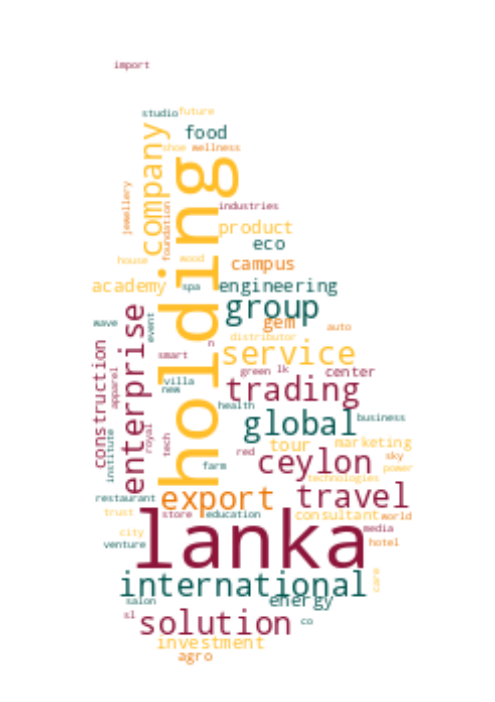 import
studio future
food
company
shoe wellness
holding
jewellery
foundation
industries
product
eco
house
wood
campus
academy
spa
engineering
group
gem
wave
event
enterprise
auto
distributor
n
smart
service
construction
apparel
green lk
center
villa
new
trading
health
global
business
royal
institute
tech
red
tour
marketing
ceylon
sky
farm
power
technologies
restaurant
export
travel
trust
store
education
consultant
world
lanka
media
city
venture
hotel
international
care
salon
energy
sl
solution
co
investment
agro